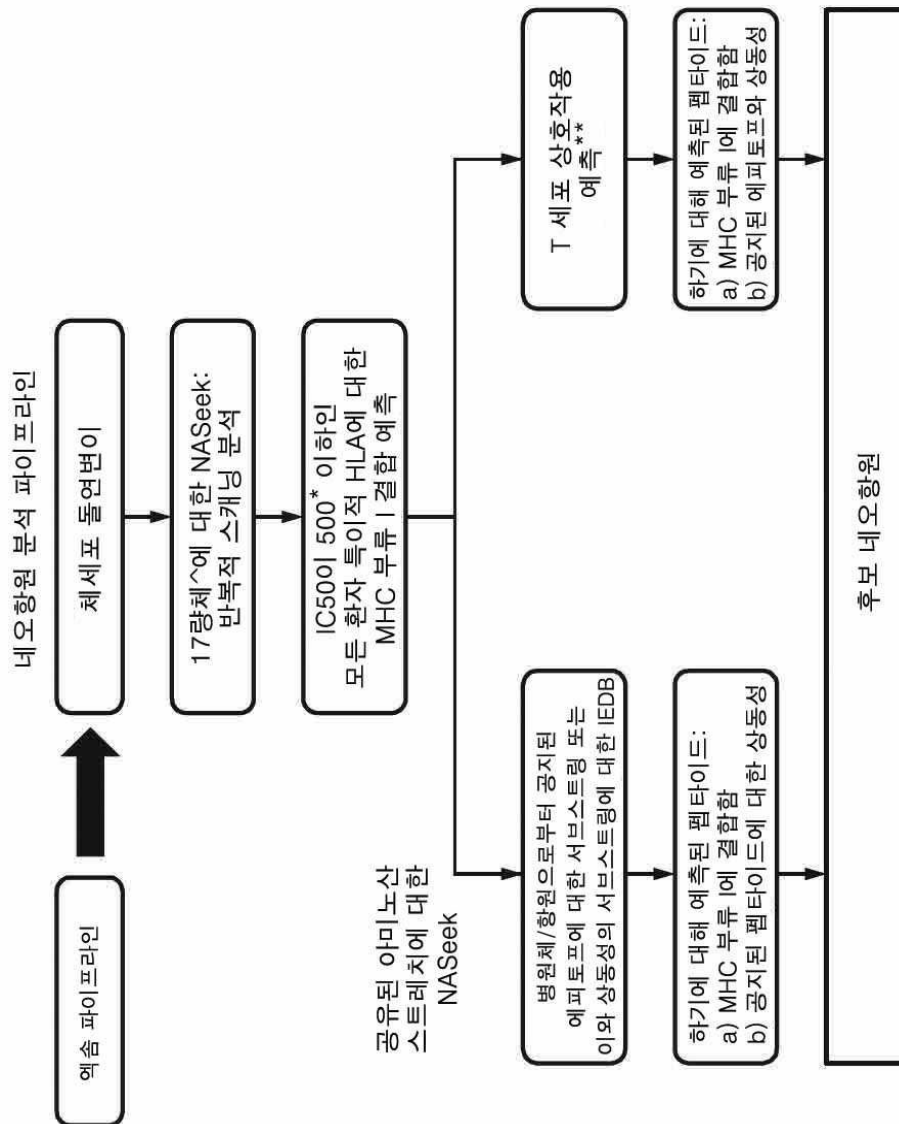 네오항원 분석 파이프라인
엑솜 파이프라인
체세포 돌연변이
17량체^에 대한 NASeek:
반복적 스캐닝 분석
IC50이 500* 이하인
모든 환자 특이적 HLA에 대한
MHC 부류 I 결합 예측
공유된 아미노산
스트레치에 대한
NASeek
병원체/항원으로부터 공지된
에피토프에 대한 서브스트링 또는
이와 상동성의 서브스트링에 대한 IEDB
T 세포 상호작용
예측**
하기에 대해 예측된 펩타이드:
a) MHC 부류 I에 결합함
b) 공지된 펩타이드에 대한 상동성
하기에 대해 예측된 펩타이드:
a) MHC 부류 I에 결합함
b) 공지된 에피토프와 상동성
후보 네오항원